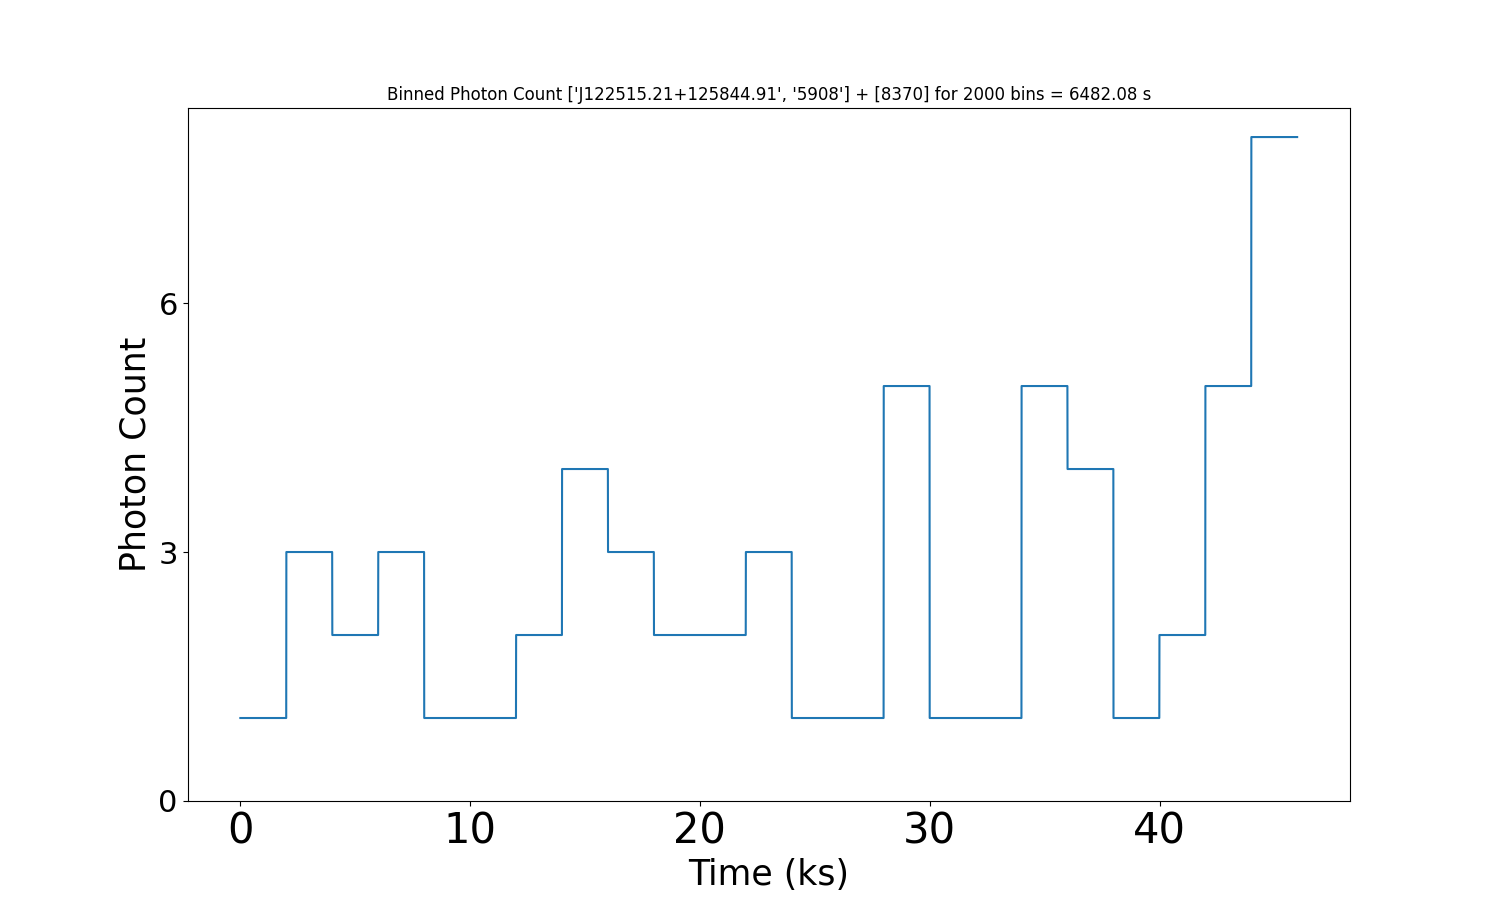 Binned Photon Count ['J122515.21+125844.91', '5908'] + [8370] for 2000 bins = 6482.08 s
6
3
0
Photon Count
0 10 20 30 40
Time (ks)